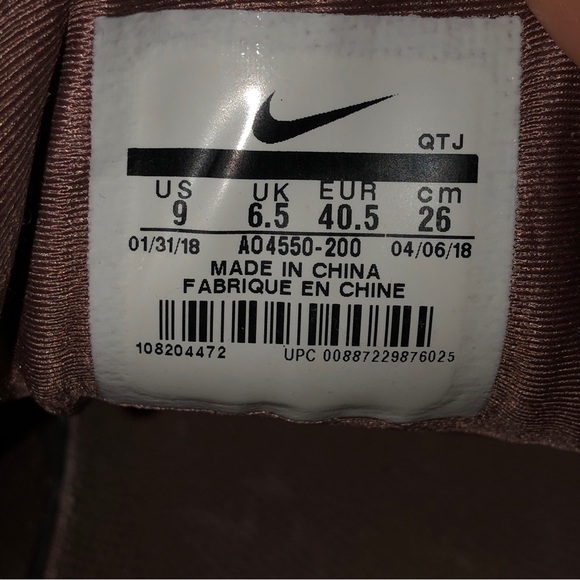 QTJ
US UK EUR cm
9 6.5 40.5 26
01/31/18 AO4550-200 04/06/18
MADE IN CHINA
FABRIQUE EN CHINE
108204472 UPC 00887229876025